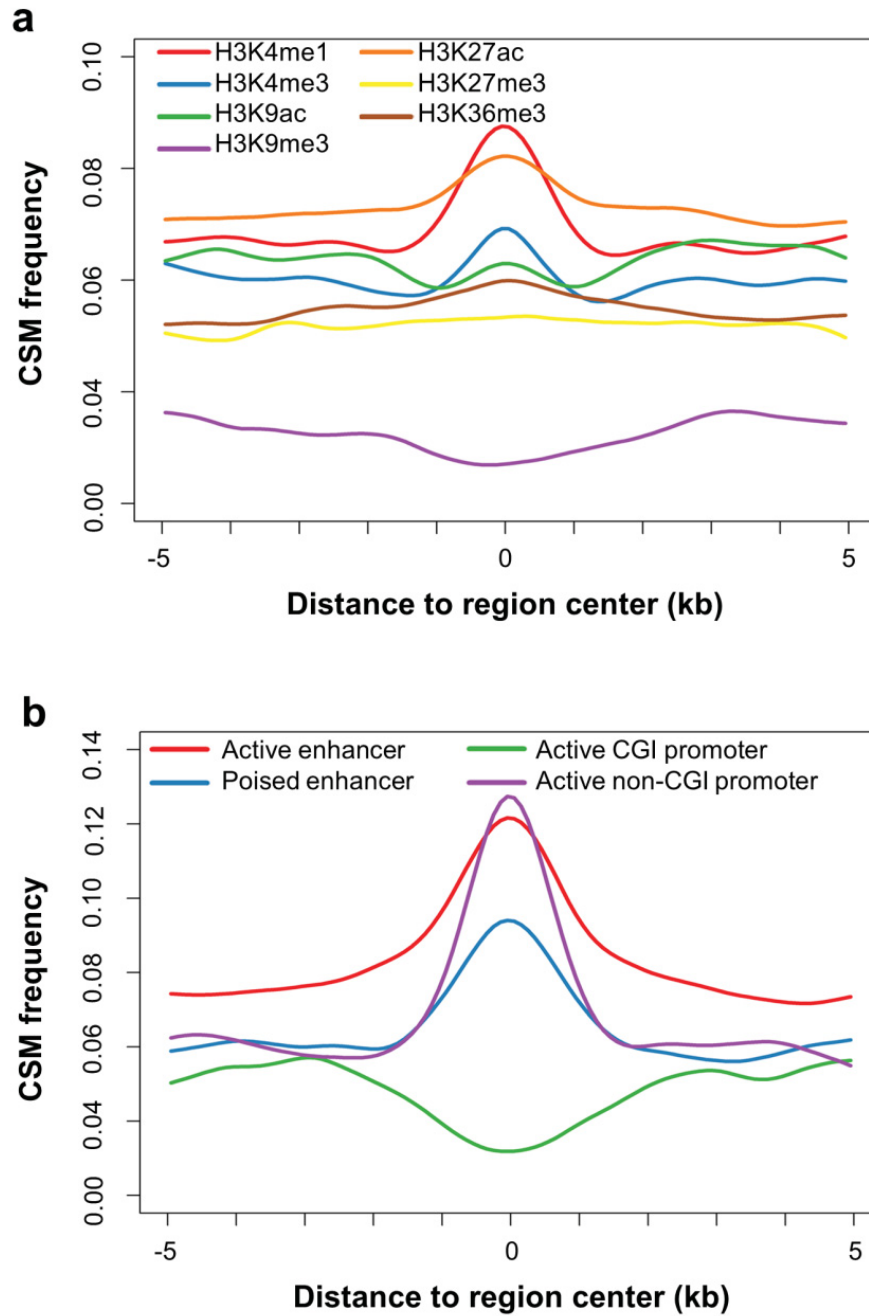 a
H3K4me1 H3K27ac
H3K4me3 H3K27me3
H3K9ac H3K36me3
H3K9me3
0.10
0.08
0.06
0.04
0.00
CSM frequency
-5 0 5
Distance to region center (kb)
b
Active enhancer Active CGI promoter
Poised enhancer Active non-CGI promoter
0.14
0.12
0.10
0.08
0.06
0.04
0.00
CSM frequency
-5 0 5
Distance to region center (kb)